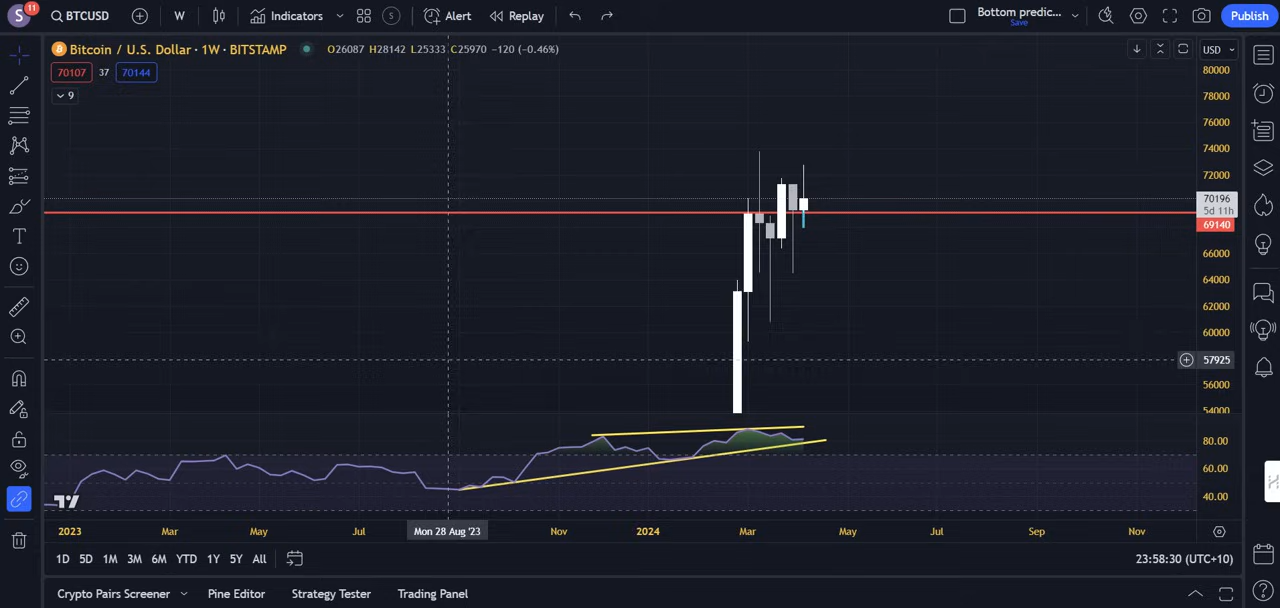 S 11 BTCUSD W Indicators S Alert Replay Bottom predic... Save Publish
Bitcoin / U.S. Dollar · 1W · BITSTAMP O26087 H28142 L25333 C25970 −120 (−0.46%) USD
70107 37 70144
9
80000
78000
76000
74000
72000
70196
5d 11h
69140
66000
64000
62000
60000
57925
56000
54000
80.00
60.00
40.00
2023 Mar May Jul Mon 28 Aug '23 Nov 2024 Mar May Jul Sep Nov
1D 5D 1M 3M 6M YTD 1Y 5Y All 23:58:30 (UTC+10)
Crypto Pairs Screener Pine Editor Strategy Tester Trading Panel